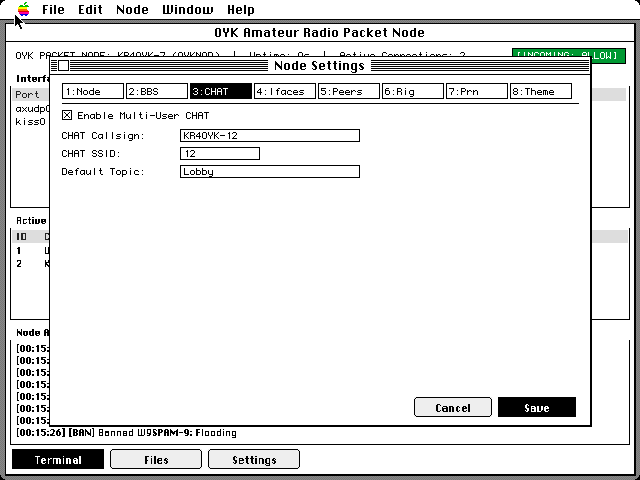 File Edit Node Window Help
OYK Amateur Radio Packet Node
OYK PACKET NODE: KR4OYK-7 (OYKNOD) | Uptime: 0s | Active Connections: 2 [INCOMING: ALLOW]
Node Settings
Interfa
Port
axudp0
kiss0
1:Node 2:BBS 3:CHAT 4:Ifaces 5:Peers 6:Rig 7:Prn 8:Theme
Enable Multi-User CHAT
CHAT Callsign: KR4OYK-12
CHAT SSID: 12
Default Topic: Lobby
Active
ID C
1
2 K
Node A
[00:15:
[00:15:
[00:15:
[00:15:
[00:15:
[00:15:
[00:15:
Cancel Save
[00:15:26] [BAN] Banned W9SPAM-9: Flooding
Terminal Files Settings